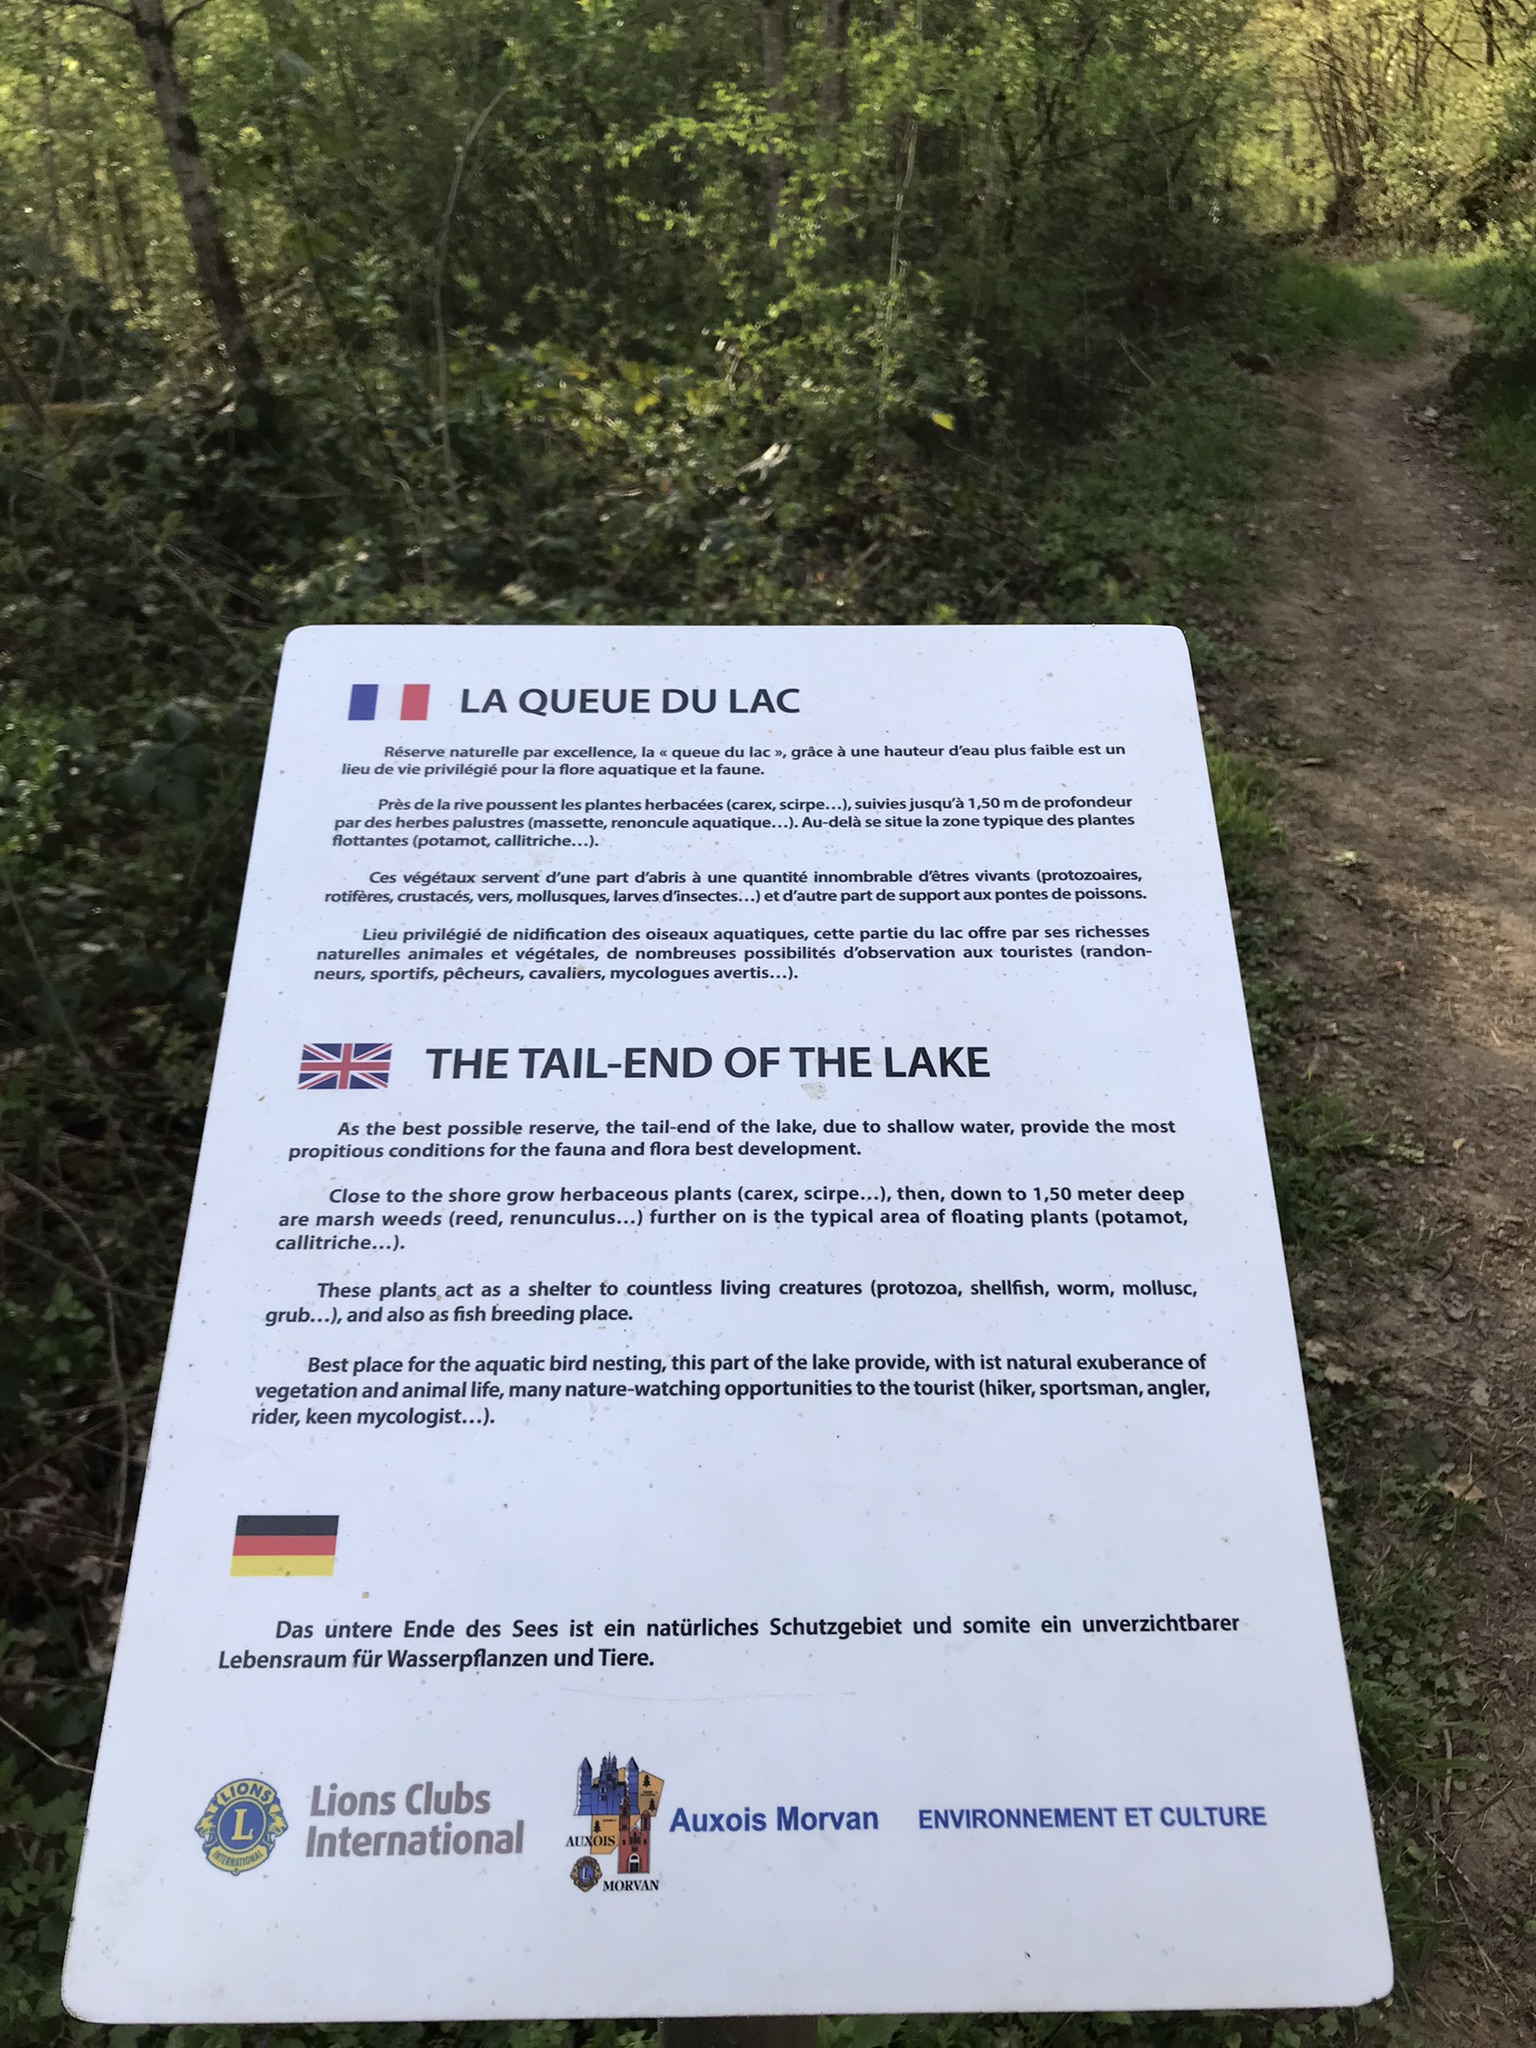 LA QUEUE DU LAC
Réserve naturelle par excellence, la « queue du lac », grâce à une hauteur d'eau plus faible est un
lieu de vie privilégié pour la flore aquatique et la faune.
Près de la rive poussent les plantes herbacées (carex, scirpe...), suivies jusqu'à 1,50 m de profondeur
par des herbes palustres (massette, renoncule aquatique...). Au-delà se situe la zone typique des plantes
flottantes (potamot, callitriche...).
Ces végétaux servent d'une part d'abris à une quantité innombrable d'êtres vivants (protozoaires,
rotifères, crustacés, vers, mollusques, larves d'insectes...) et d'autre part de support aux pontes de poissons.
Lieu privilégié de nidification des oiseaux aquatiques, cette partie du lac offre par ses richesses
naturelles animales et végétales, de nombreuses possibilités d'observation aux touristes (randon-
neurs, sportifs, pêcheurs, cavaliers, mycologues avertis...).
THE TAIL-END OF THE LAKE
As the best possible reserve, the tail-end of the lake, due to shallow water, provide the most
propitious conditions for the fauna and flora best development.
Close to the shore grow herbaceous plants (carex, scirpe...), then, down to 1,50 meter deep
are marsh weeds (reed, renunculus...) further on is the typical area of floating plants (potamot,
callitriche...).
These plants act as a shelter to countless living creatures (protozoa, shellfish, worm, mollusc,
grub...), and also as fish breeding place.
Best place for the aquatic bird nesting, this part of the lake provide, with ist natural exuberance of
vegetation and animal life, many nature-watching opportunities to the tourist (hiker, sportsman, angler,
rider, keen mycologist...).
Das untere Ende des Sees ist ein natürliches Schutzgebiet und somite ein unverzichtbarer
Lebensraum für Wasserpflanzen und Tiere.
LIONS
L
INTERNATIONAL
Lions Clubs
International
AUXOIS
MORVAN
Auxois Morvan
ENVIRONNEMENT ET CULTURE